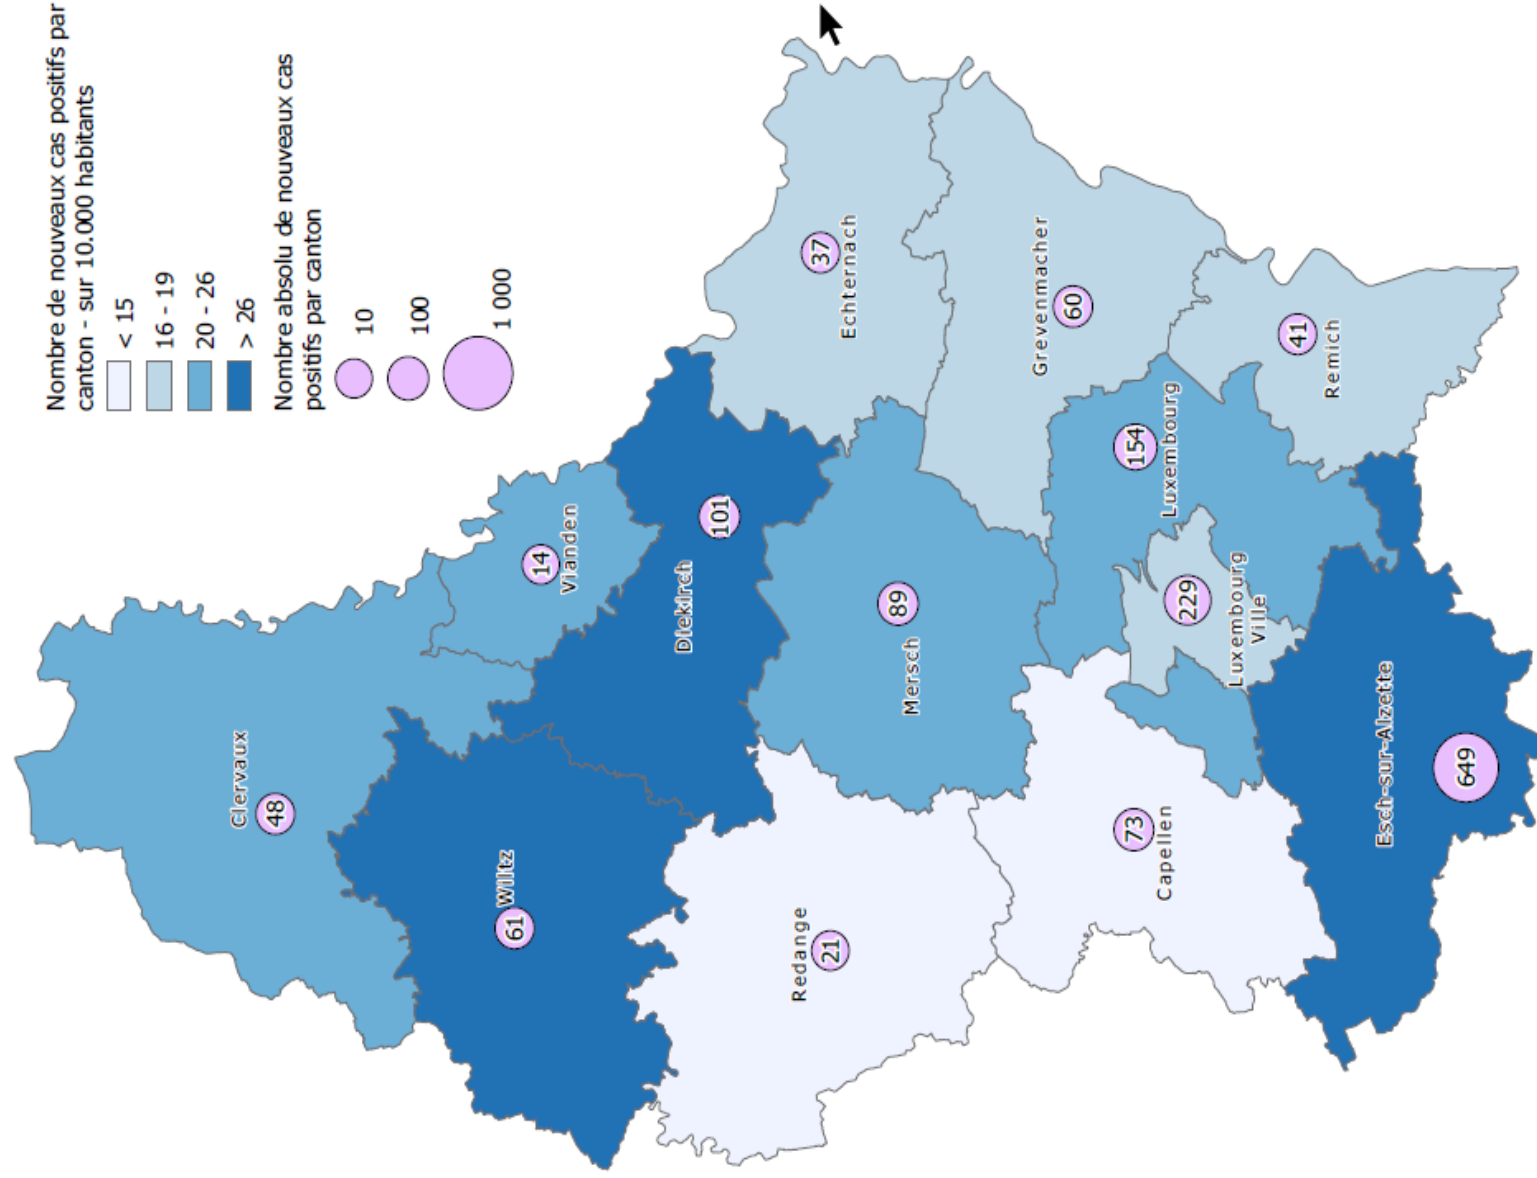 Nombre de nouveaux cas positifs par
canton - sur 10.000 habitants
< 15
16 - 19
20 - 26
> 26
Nombre absolu de nouveaux cas
positifs par canton
10
100
1 000
Clervaux
48
Wiltz
61
14
Vianden
Diekirch
101
Redange
21
Mersch
89
37
Echternach
Grevenmacher
60
73
Capellen
154
Luxembourg
229
Luxembourg
Ville
41
Remich
Esch-sur-Alzette
649